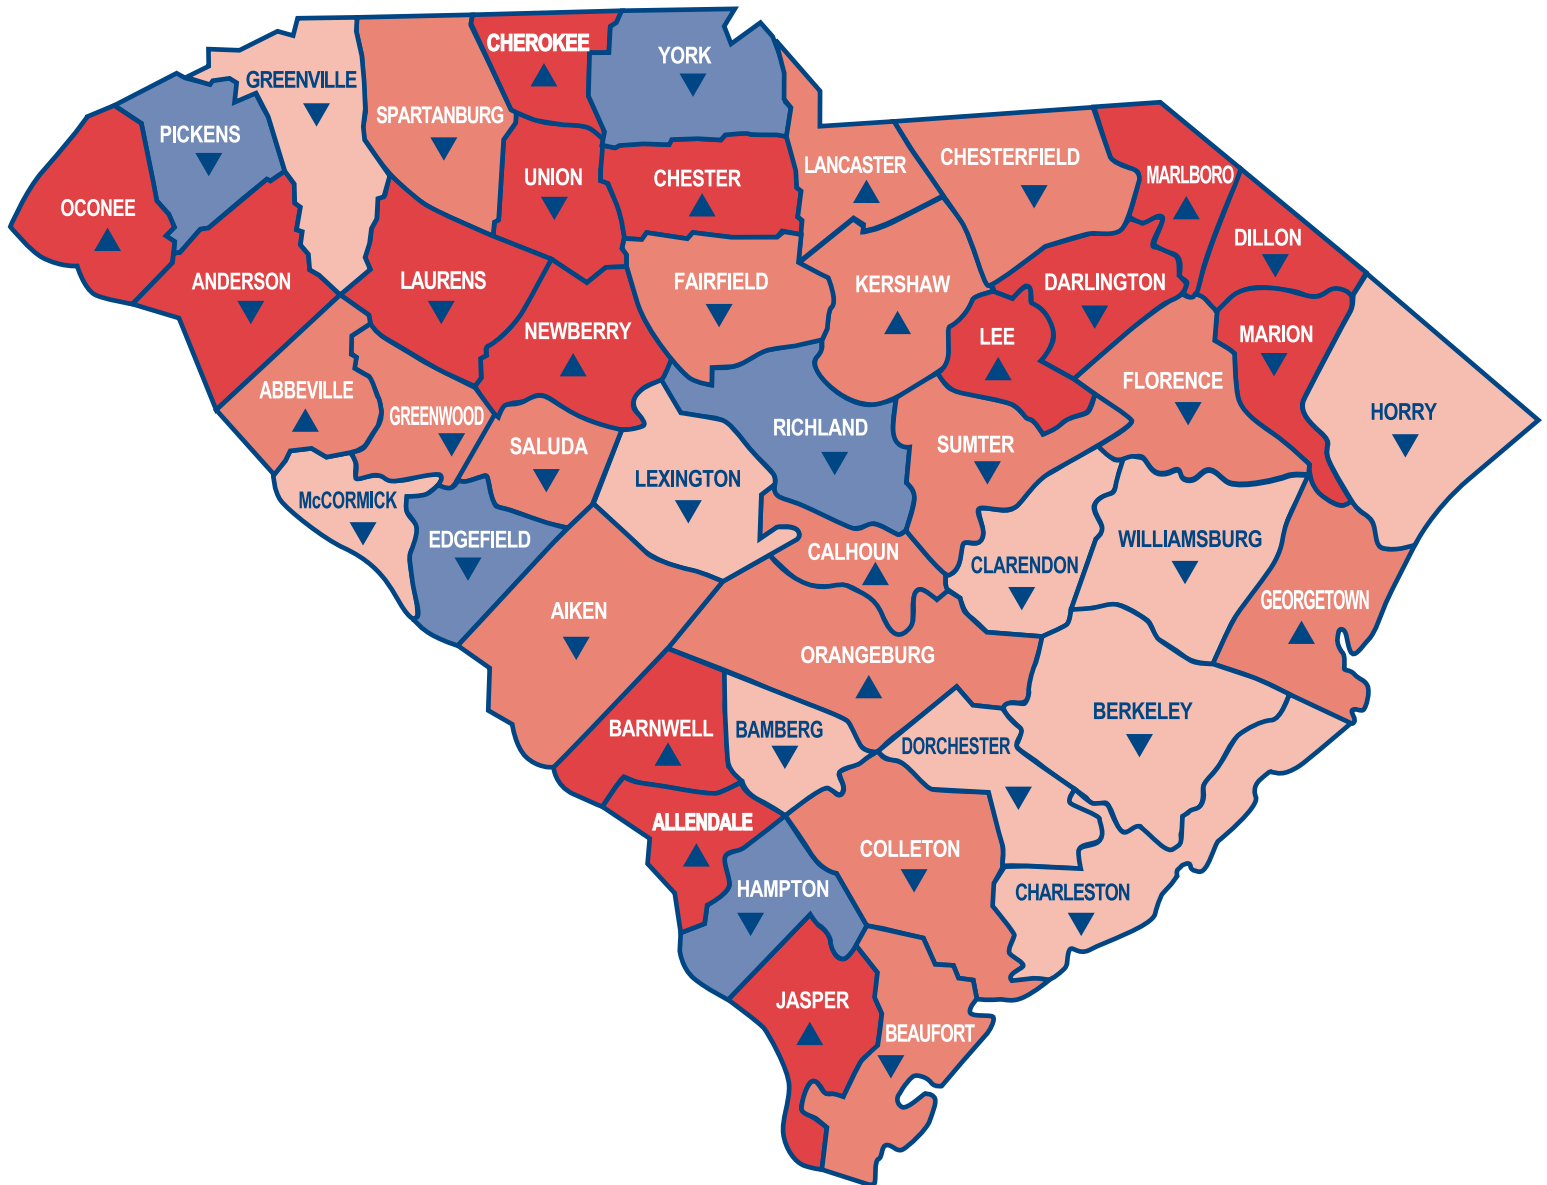 CHEROKEE
YORK
GREENVILLE
SPARTANBURG
PICKENS
CHESTERFIELD
LANCASTER
UNION
CHESTER
MARLBORO
OCONEE
DILLON
ANDERSON
LAURENS
FAIRFIELD
KERSHAW
DARLINGTON
NEWBERRY
LEE
MARION
ABBEVILLE
FLORENCE
GREENWOOD
HORRY
RICHLAND
SALUDA
SUMTER
LEXINGTON
McCORMICK
EDGEFIELD
WILLIAMSBURG
CALHOUN
CLARENDON
GEORGETOWN
AIKEN
ORANGEBURG
BERKELEY
BARNWELL
BAMBERG
DORCHESTER
ALLENDALE
COLLETON
HAMPTON
CHARLESTON
JASPER
BEAUFORT